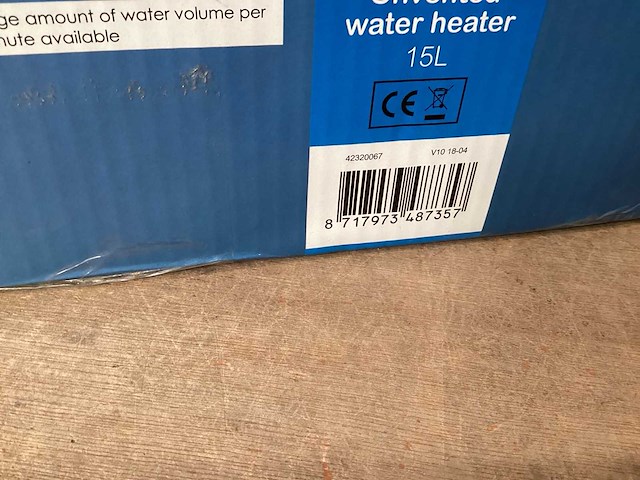 ge amount of water volume per
nute available
Unvented
water heater
15L
CE
42320067 V10 18-04
8 717973 487357